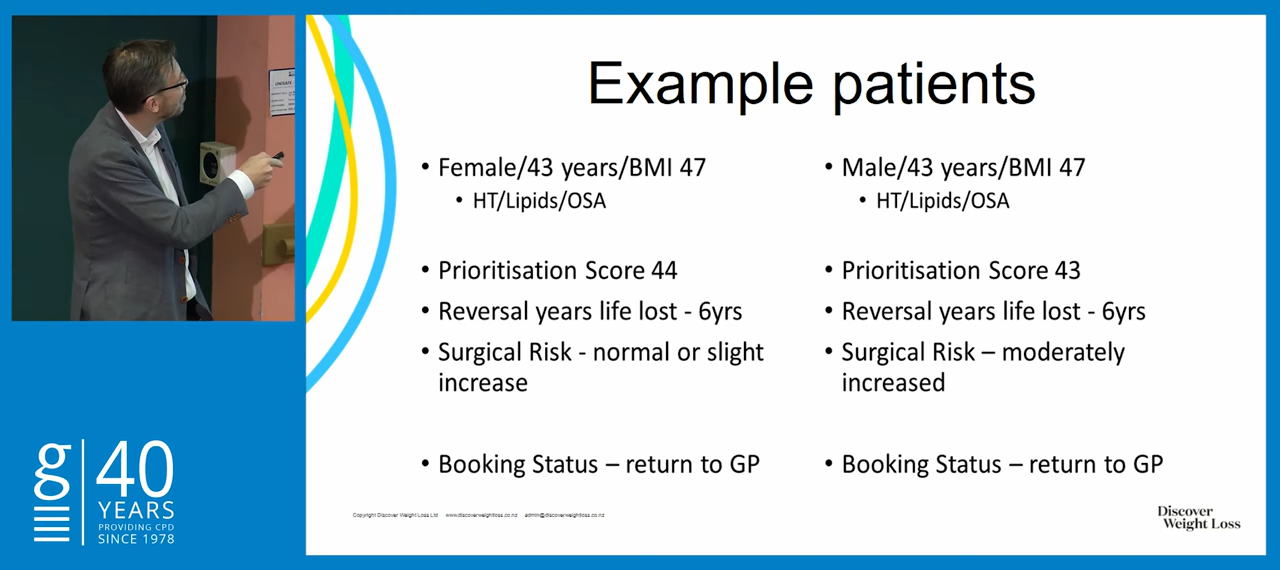 Example patients
• Female/43 years/BMI 47
• HT/Lipids/OSA
• Prioritisation Score 44
• Reversal years life lost - 6yrs
• Surgical Risk - normal or slight
increase
• Booking Status – return to GP
• Male/43 years/BMI 47
• HT/Lipids/OSA
• Prioritisation Score 43
• Reversal years life lost - 6yrs
• Surgical Risk – moderately
increased
• Booking Status – return to GP
Copyright Discover Weight Loss Ltd www.discoverweightloss.co.nz admin@discoverweightloss.co.nz
Discover
Weight Loss
g
40
YEARS
PROVIDING CPD
SINCE 1978